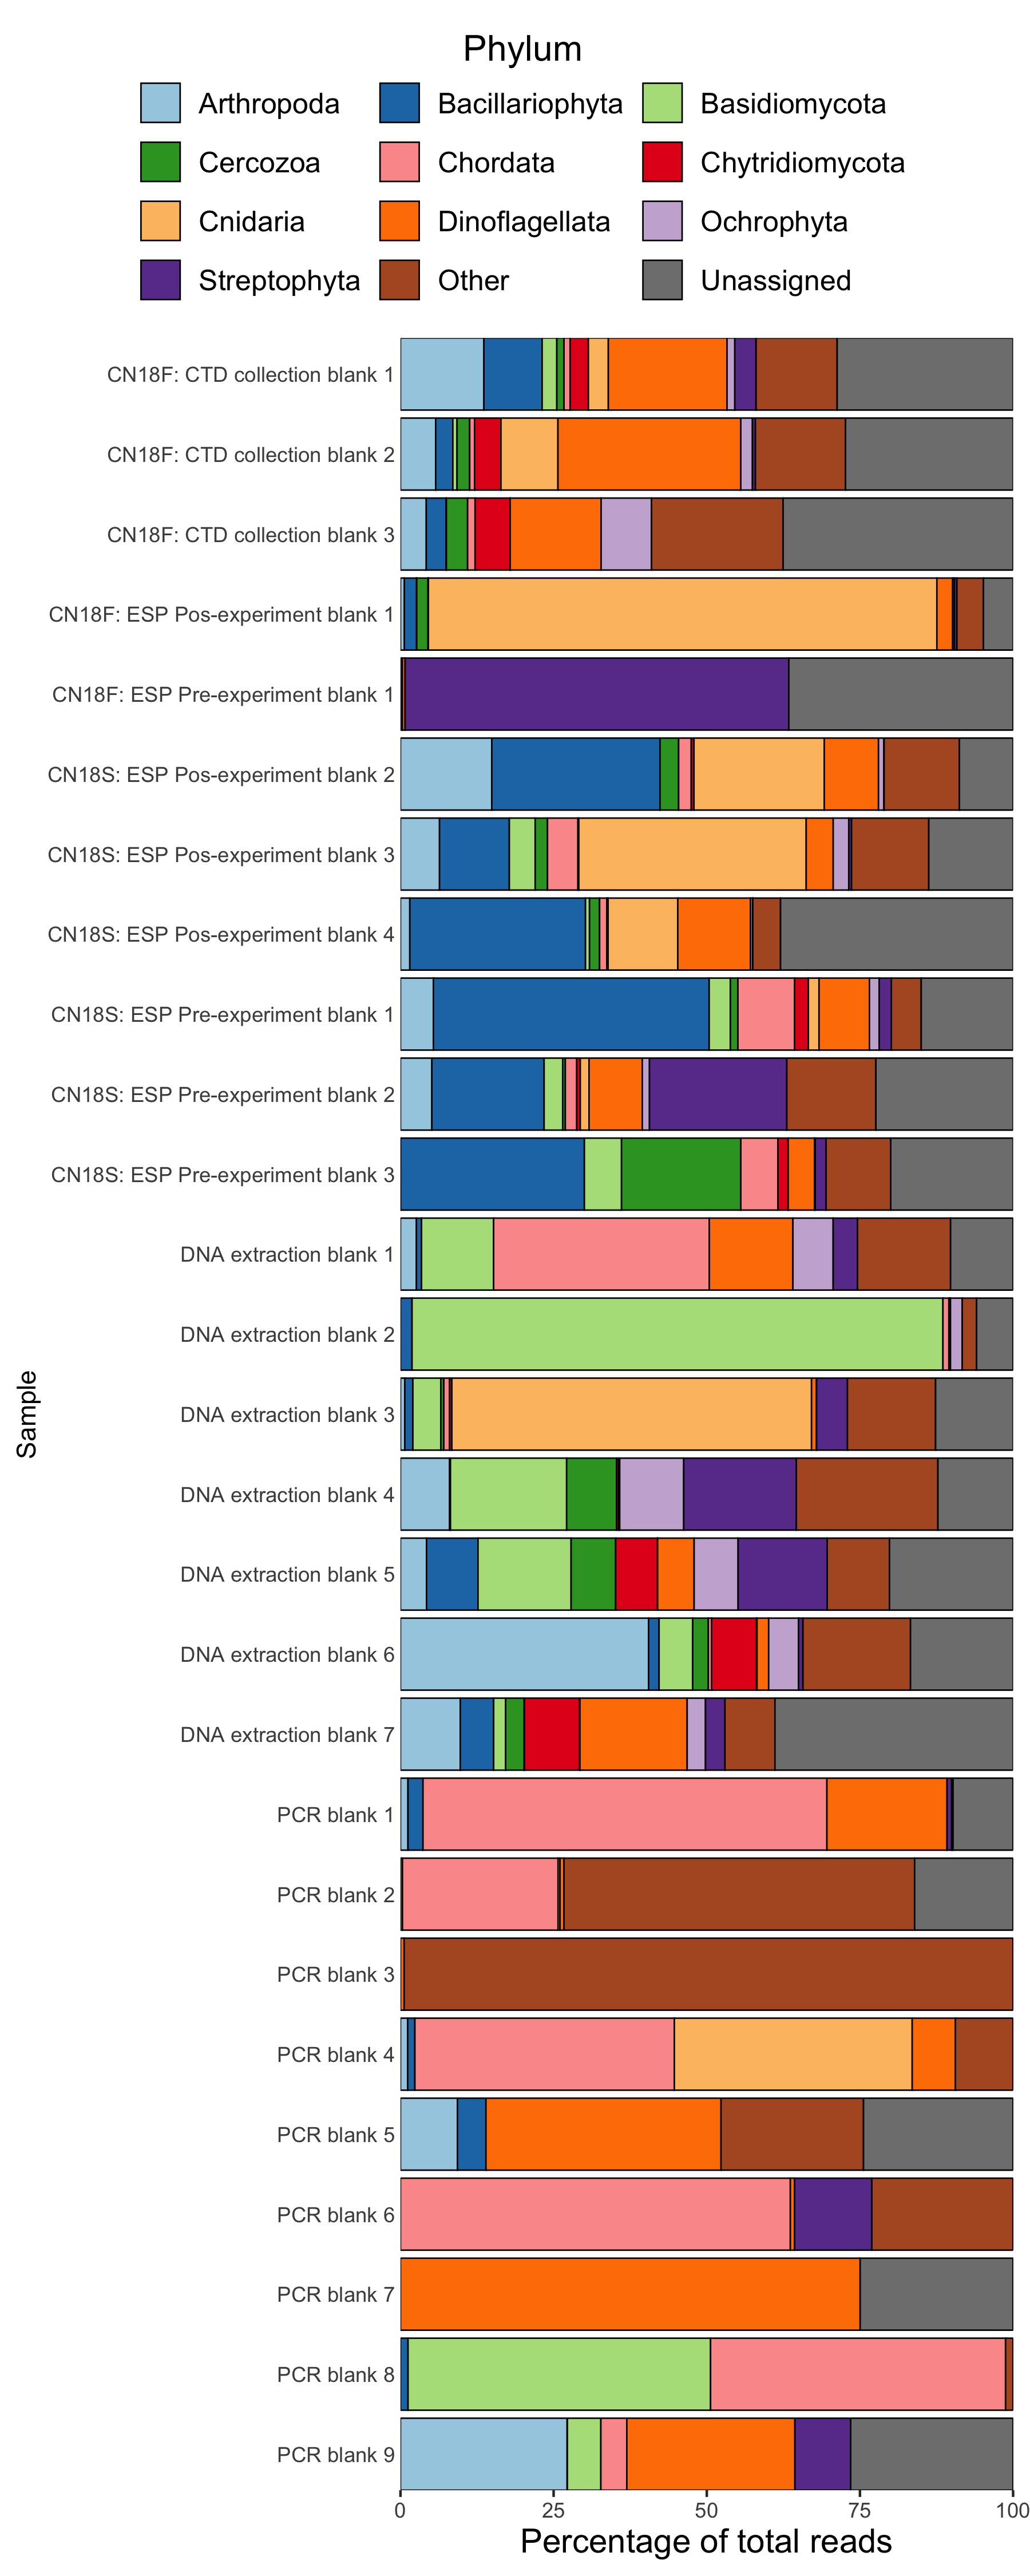 Phylum
Arthropoda Bacillariophyta Basidiomycota
Cercozoa Chordata Chytridiomycota
Cnidaria Dinoflagellata Ochrophyta
Streptophyta Other Unassigned
Sample
CN18F: CTD collection blank 1
CN18F: CTD collection blank 2
CN18F: CTD collection blank 3
CN18F: ESP Pos-experiment blank 1
CN18F: ESP Pre-experiment blank 1
CN18S: ESP Pos-experiment blank 2
CN18S: ESP Pos-experiment blank 3
CN18S: ESP Pos-experiment blank 4
CN18S: ESP Pre-experiment blank 1
CN18S: ESP Pre-experiment blank 2
CN18S: ESP Pre-experiment blank 3
DNA extraction blank 1
DNA extraction blank 2
DNA extraction blank 3
DNA extraction blank 4
DNA extraction blank 5
DNA extraction blank 6
DNA extraction blank 7
PCR blank 1
PCR blank 2
PCR blank 3
PCR blank 4
PCR blank 5
PCR blank 6
PCR blank 7
PCR blank 8
PCR blank 9
0 25 50 75 100
Percentage of total reads